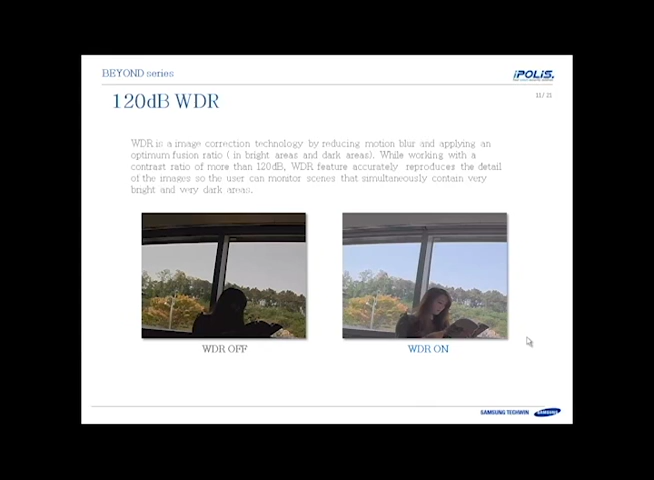 BEYOND series
iPOLiS.
120dB WDR
11/ 21
WDR is a image correction technology by reducing motion blur and applying an
optimum fusion ratio ( in bright areas and dark areas). While working with a
contrast ratio of more than 120dB, WDR feature accurately reproduces the detail
of the images so the user can monitor scenes that simultaneously contain very
bright and very dark areas.
WDR OFF
WDR ON
SAMSUNG TECHWIN
SAMSUNG